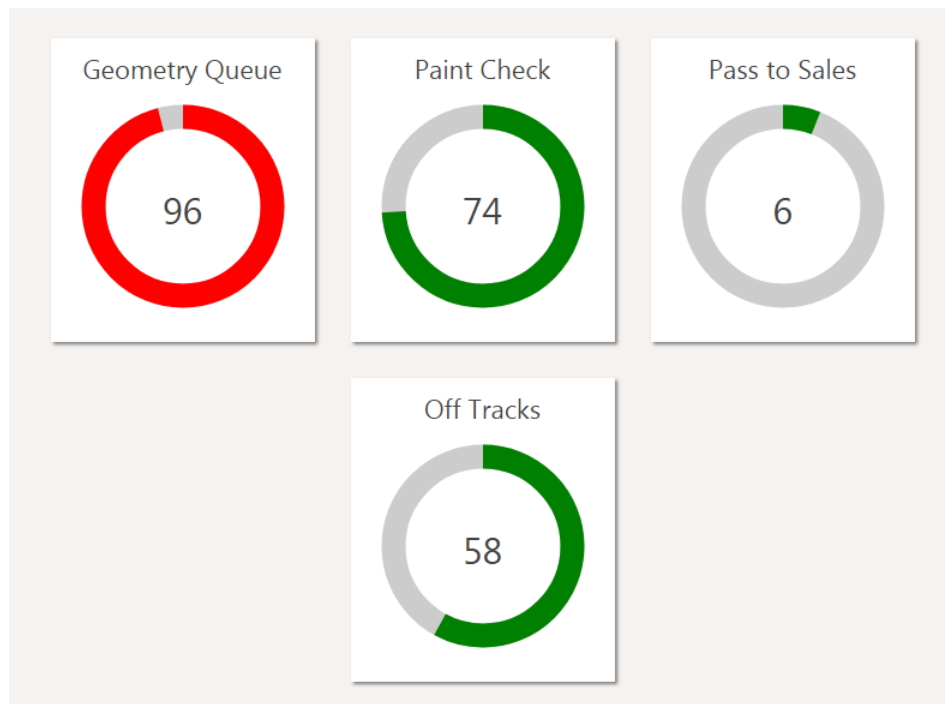 Geometry Queue
96
Paint Check
74
Pass to Sales
6
Off Tracks
58